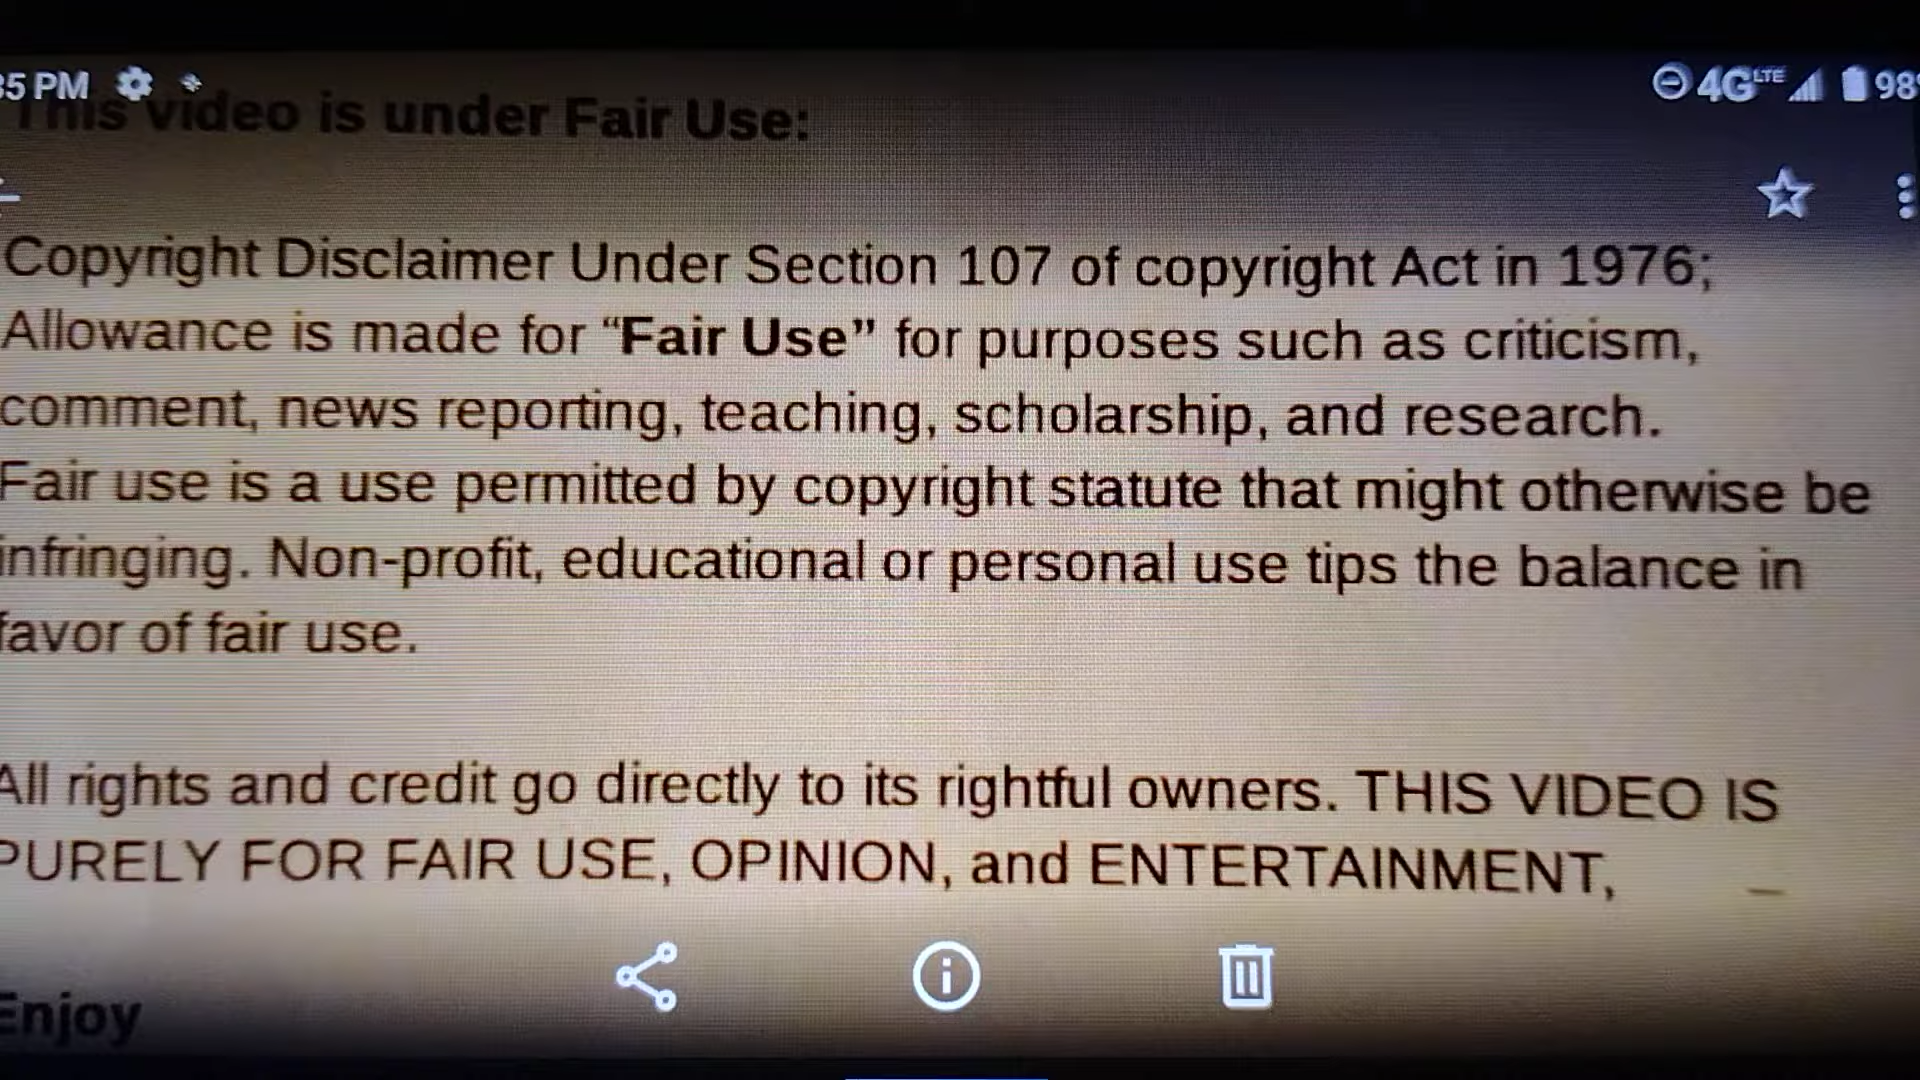 35 PM 4G LTE 98
This video is under Fair Use:
Copyright Disclaimer Under Section 107 of copyright Act in 1976;
Allowance is made for “Fair Use” for purposes such as criticism,
comment, news reporting, teaching, scholarship, and research.
Fair use is a use permitted by copyright statute that might otherwise be
infringing. Non-profit, educational or personal use tips the balance in
favor of fair use.
All rights and credit go directly to its rightful owners. THIS VIDEO IS
PURELY FOR FAIR USE, OPINION, and ENTERTAINMENT,
Enjoy